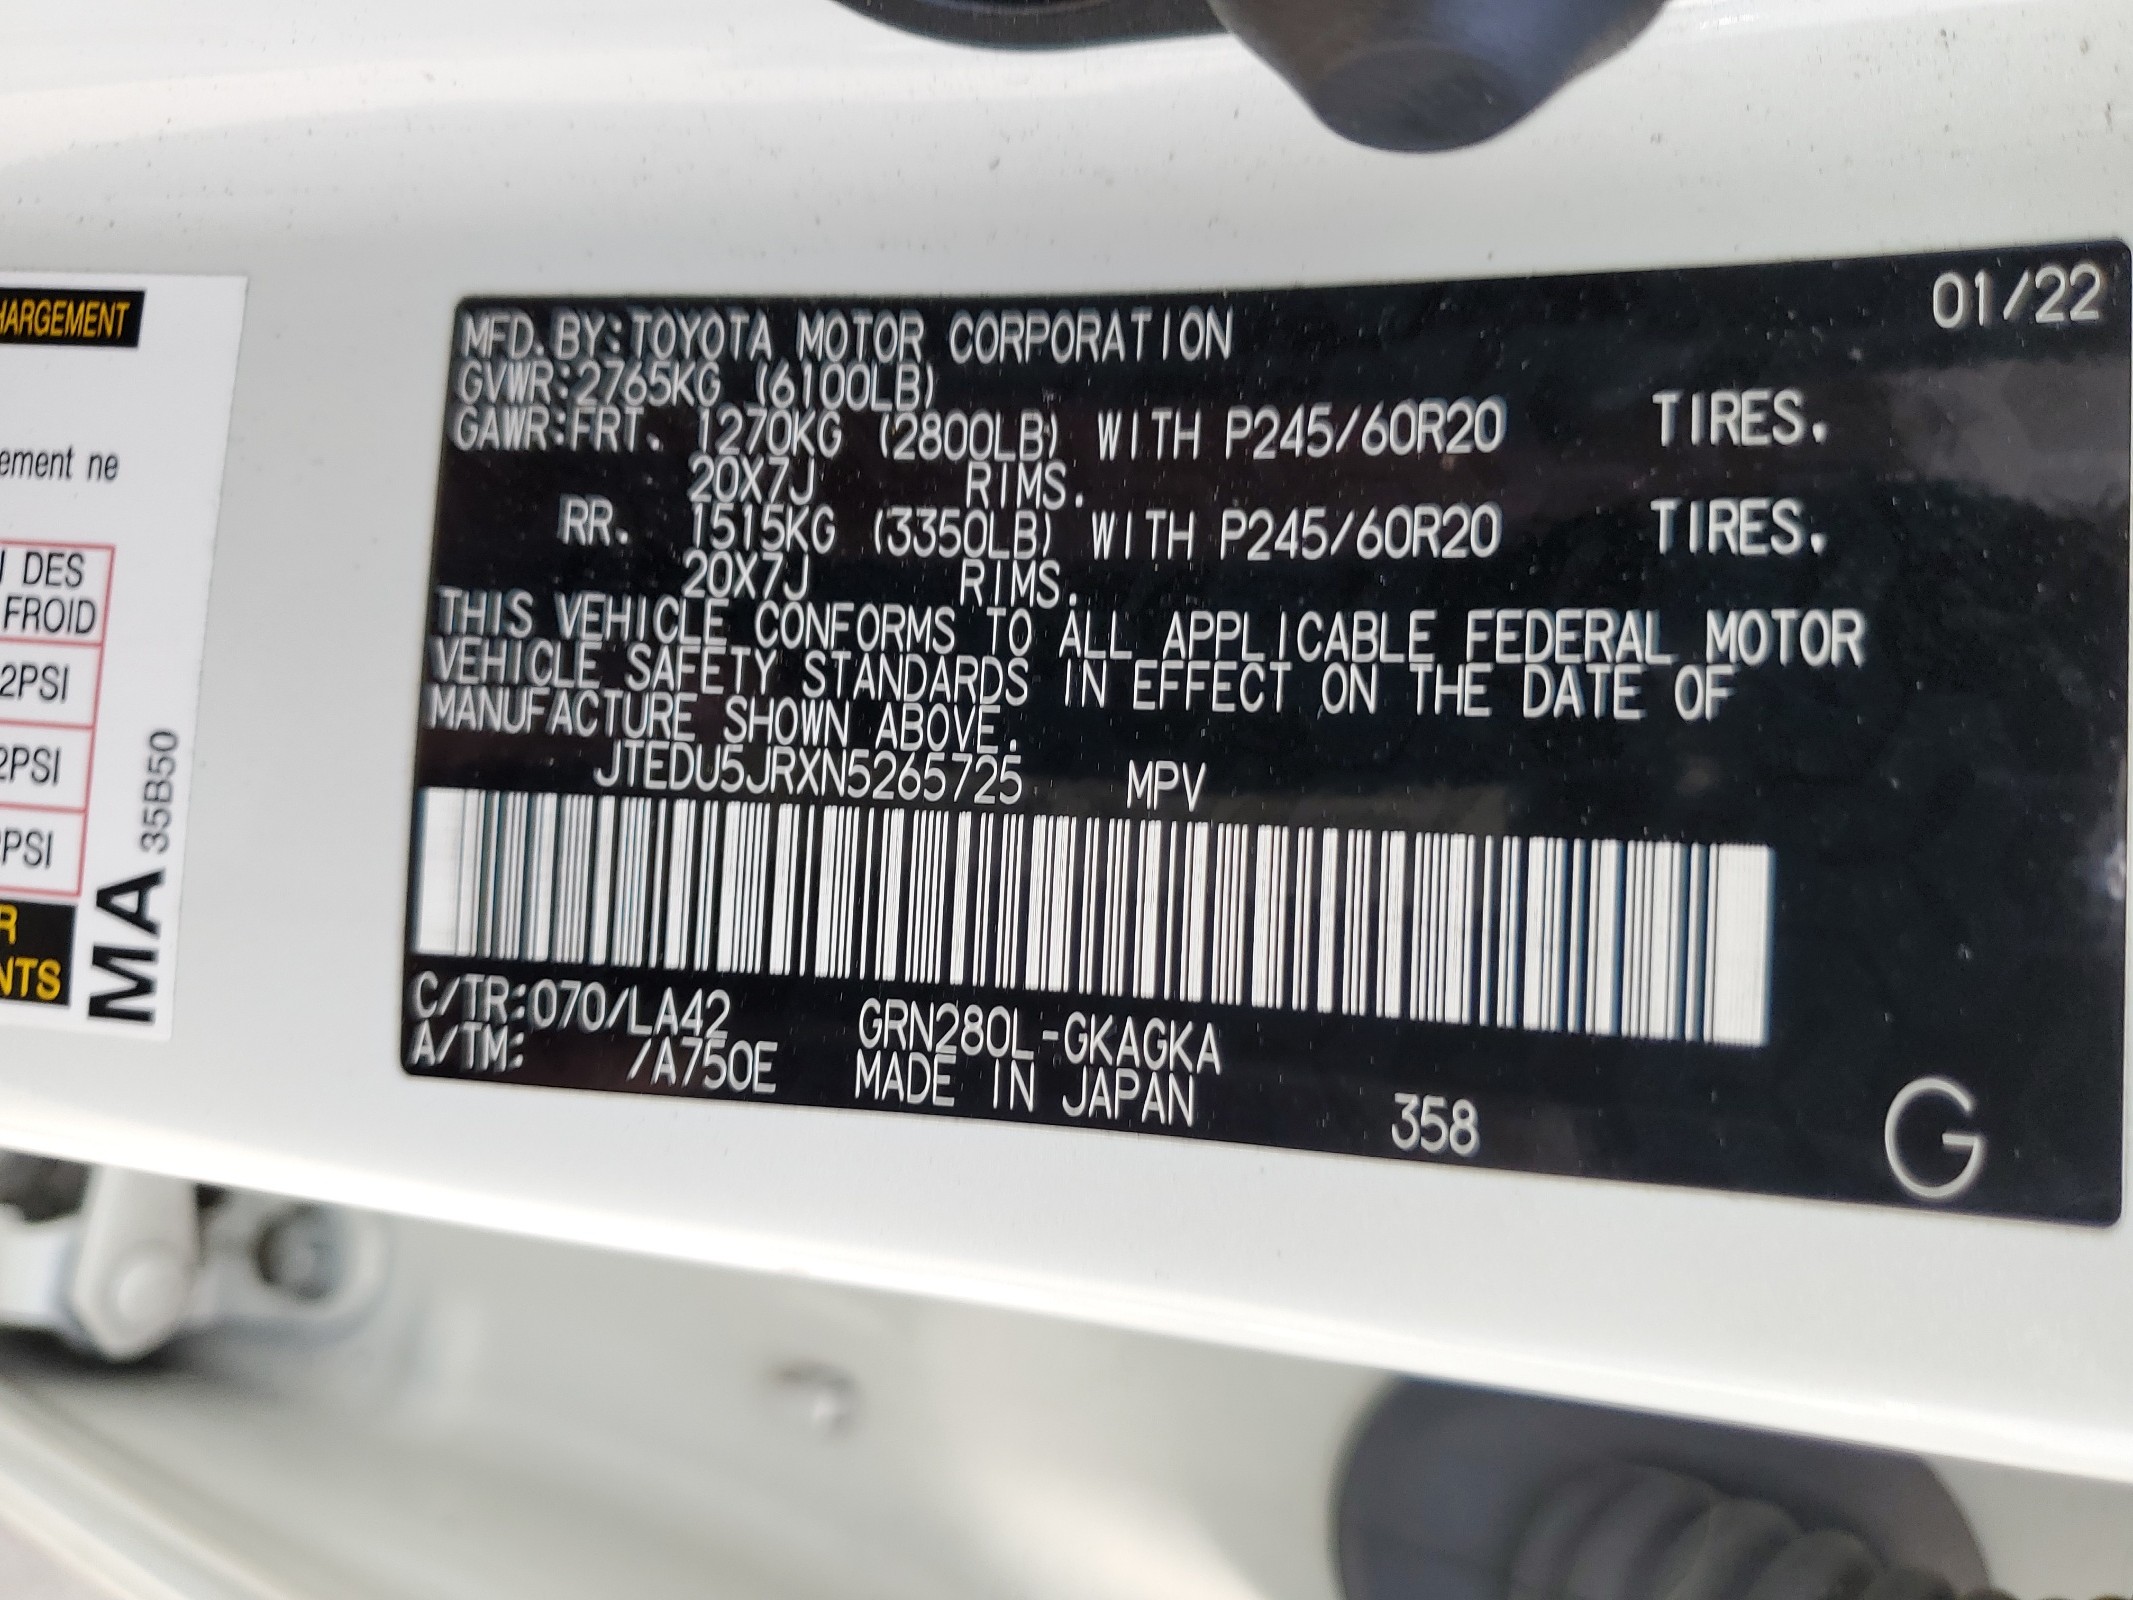 HARGEMENT
ement ne
DES
FROID
2PSI
2PSI
PSI
R
NTS
MA 35B50
01/22
MFD.BY:TOYOTA MOTOR CORPORATION
GVWR:2765KG (6100LB)
GAWR:FRT. 1270KG (2800LB) WITH P245/60R20 TIRES.
20X7J RIMS.
RR. 1515KG (3350LB) WITH P245/60R20 TIRES.
20X7J RIMS.
THIS VEHICLE CONFORMS TO ALL APPLICABLE FEDERAL MOTOR
VEHICLE SAFETY STANDARDS IN EFFECT ON THE DATE OF
MANUFACTURE SHOWN ABOVE.
JTEDU5JRXN5265725 MPV
C/TR:070/LA42 GRN280L-GKAGKA
A/TM: /A750E MADE IN JAPAN 358 G